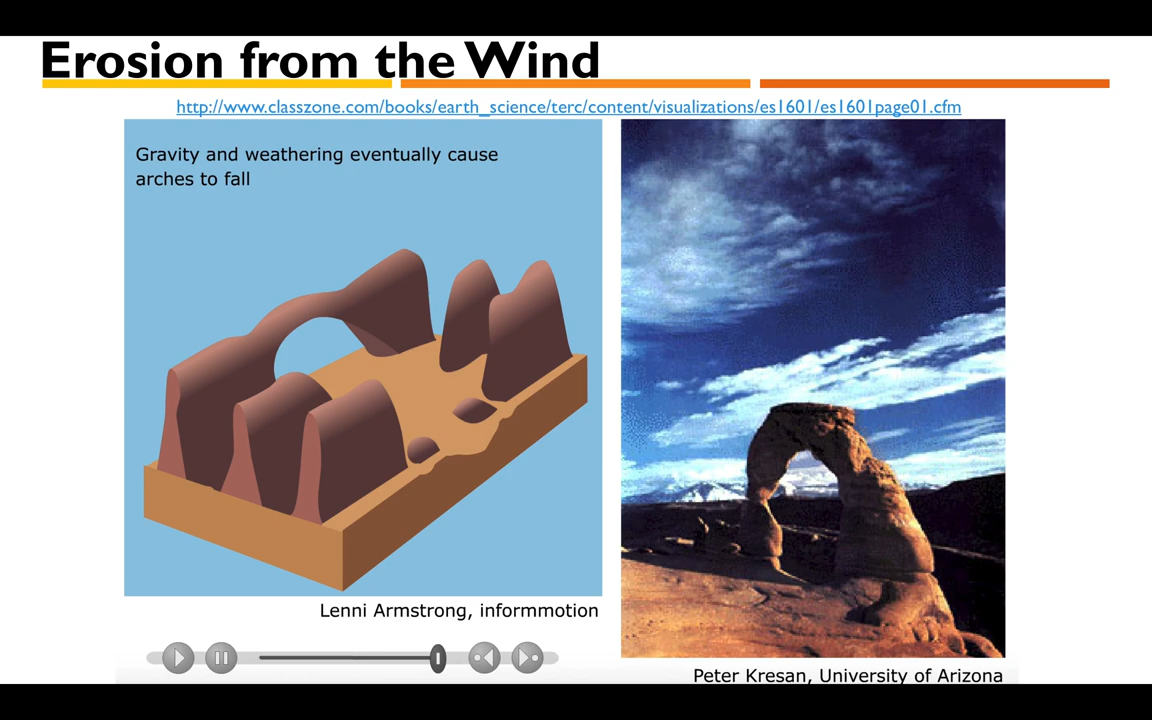 Erosion from the Wind
http://www.classzone.com/books/earth_science/terc/content/visualizations/es1601/es1601page01.cfm
Gravity and weathering eventually cause
arches to fall
Lenni Armstrong, informmotion
Peter Kresan, University of Arizona